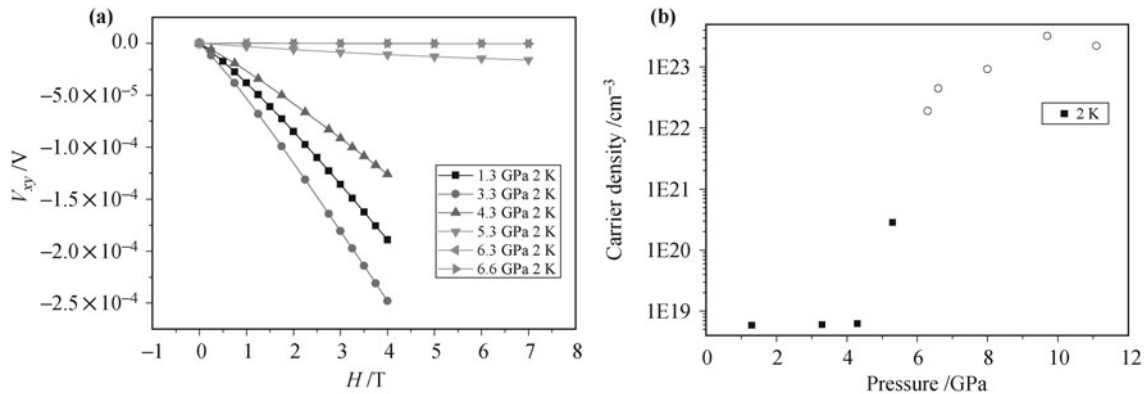 (a)
0.0
−5.0×10⁻⁵
−1.0×10⁻⁴
−1.5×10⁻⁴
−2.0×10⁻⁴
−2.5×10⁻⁴
Vxy /V
1.3 GPa 2 K
3.3 GPa 2 K
4.3 GPa 2 K
5.3 GPa 2 K
6.3 GPa 2 K
6.6 GPa 2 K
−1 0 1 2 3 4 5 6 7 8
H /T
(b)
1E23
1E22
1E21
1E20
1E19
Carrier density /cm⁻³
2 K
0 2 4 6 8 10 12
Pressure /GPa